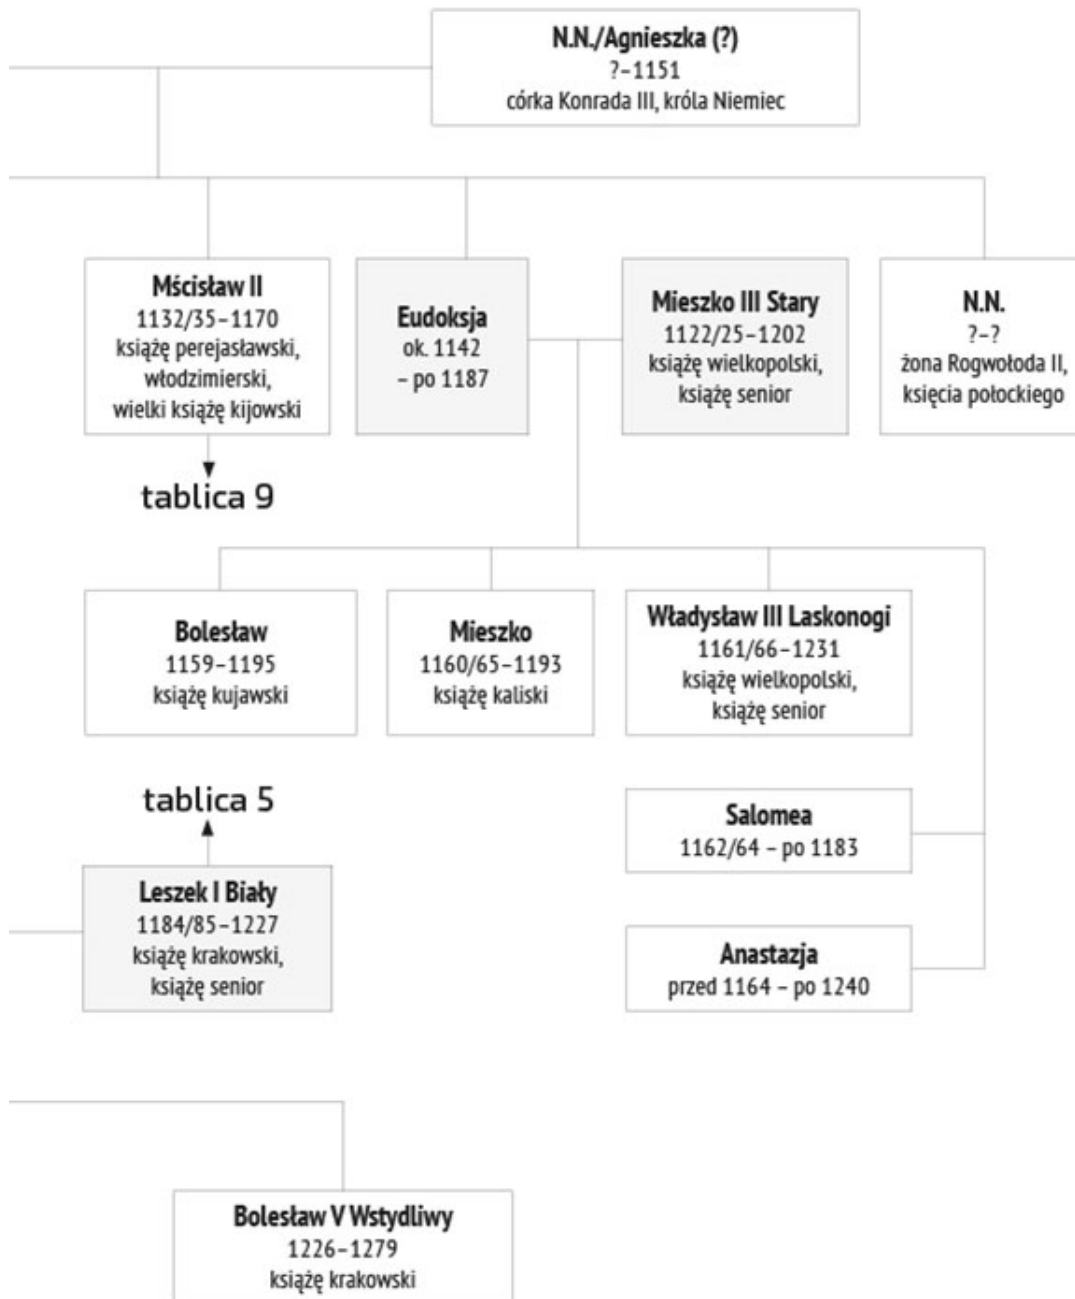 N.N./Agnieszka (?)
?–1151
córka Konrada III, króla Niemiec
Mścisław II
1132/35–1170
książę perejasławski,
włodzimierski,
wielki książę kijowski
Eudoksja
ok. 1142
– po 1187
Mieszko III Stary
1122/25–1202
książę wielkopolski,
książę senior
N.N.
?–?
żona Rogwołoda II,
księcia połockiego
tablica 9
Bolesław
1159–1195
książę kujawski
Mieszko
1160/65–1193
książę kaliski
Władysław III Laskonogi
1161/66–1231
książę wielkopolski,
książę senior
tablica 5
Salomea
1162/64 – po 1183
Leszek I Biały
1184/85–1227
książę krakowski,
książę senior
Anastazja
przed 1164 – po 1240
Bolesław V Wstydliwy
1226–1279
książę krakowski